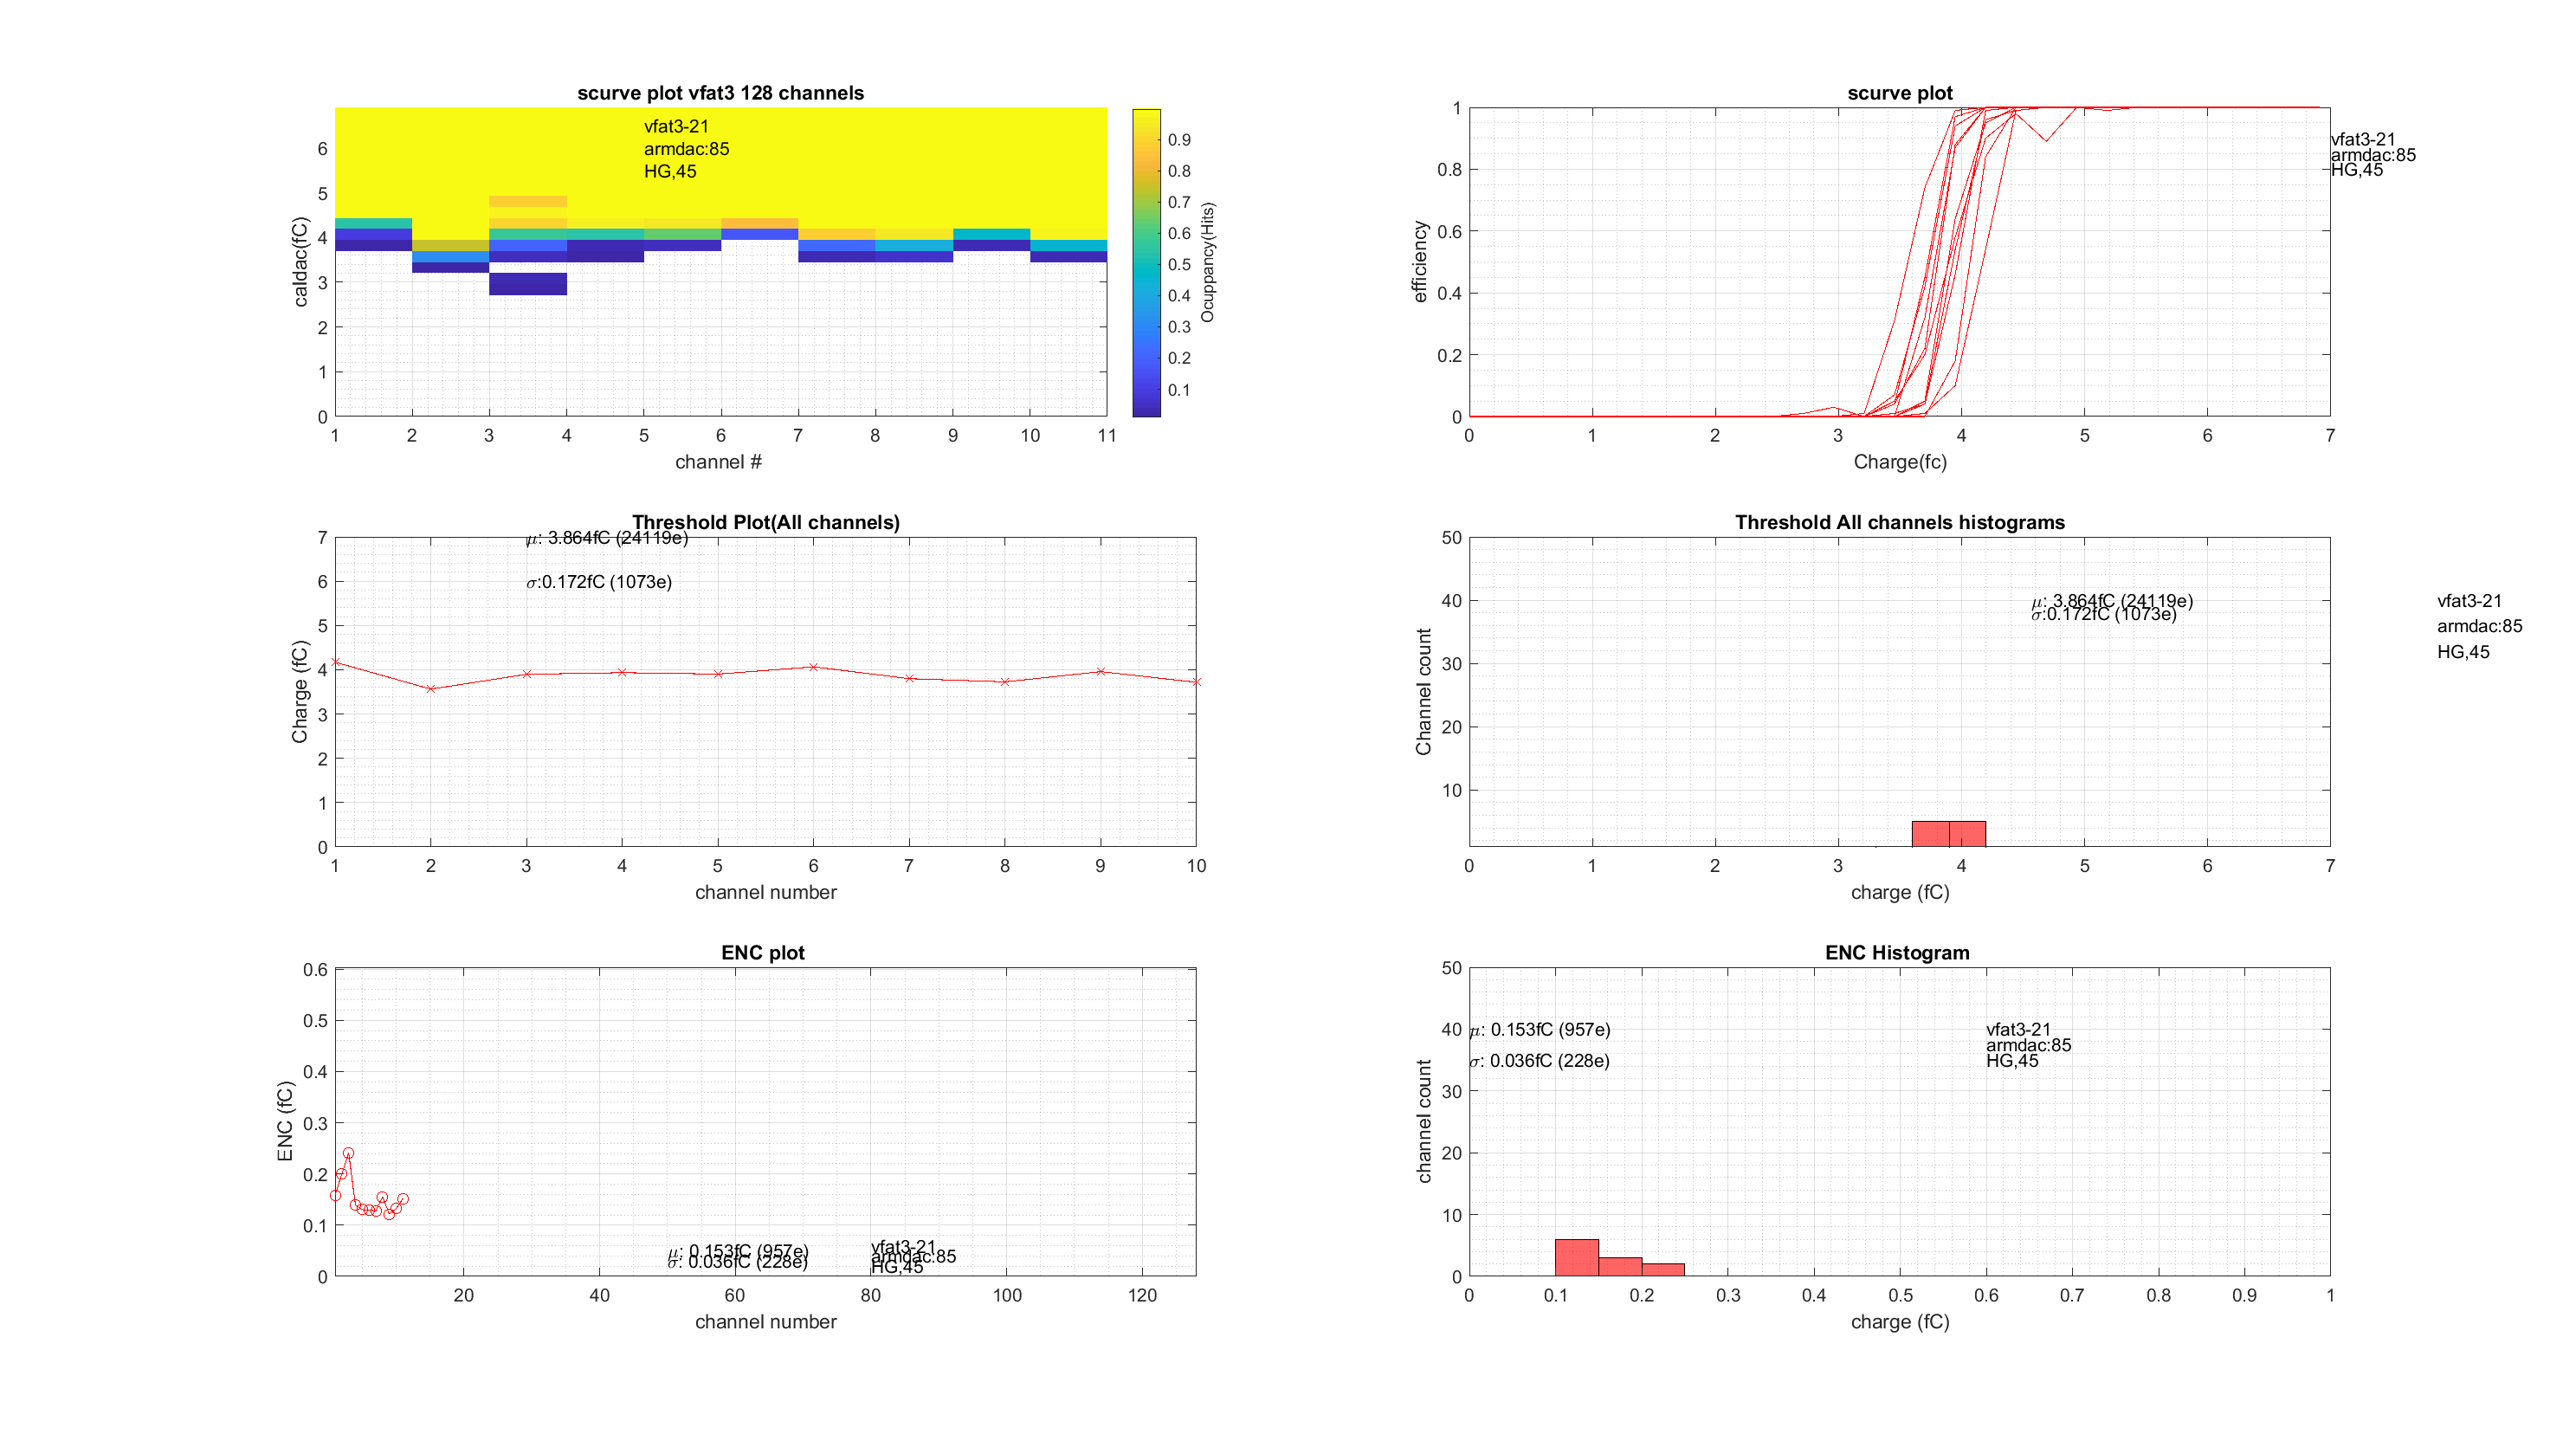 scurve plot vfat3 128 channels
vfat3-21
armdac:85
HG,45
caldac(fC)
6
5
4
3
2
1
0
1 2 3 4 5 6 7 8 9 10 11
channel #
0.9
0.8
0.7
0.6
0.5
0.4
0.3
0.2
0.1
Ocuppancy(Hits)
scurve plot
vfat3-21
armdac:85
HG,45
efficiency
1
0.8
0.6
0.4
0.2
0
0 1 2 3 4 5 6 7
Charge(fc)
Threshold Plot(All channels)
μ: 3.864fC (24119e)
σ:0.172fC (1073e)
Charge (fC)
7
6
5
4
3
2
1
0
1 2 3 4 5 6 7 8 9 10
channel number
Threshold All channels histograms
μ: 3.864fC (24119e)
σ:0.172fC (1073e)
vfat3-21
armdac:85
HG,45
Channel count
50
40
30
20
10
0 1 2 3 4 5 6 7
charge (fC)
ENC plot
ENC (fC)
0.6
0.5
0.4
0.3
0.2
0.1
0
μ: 0.153fC (957e)
σ: 0.036fC (228e)
vfat3-21
armdac:85
HG,45
20 40 60 80 100 120
channel number
ENC Histogram
μ: 0.153fC (957e)
σ: 0.036fC (228e)
vfat3-21
armdac:85
HG,45
channel count
50
40
30
20
10
0
0 0.1 0.2 0.3 0.4 0.5 0.6 0.7 0.8 0.9 1
charge (fC)